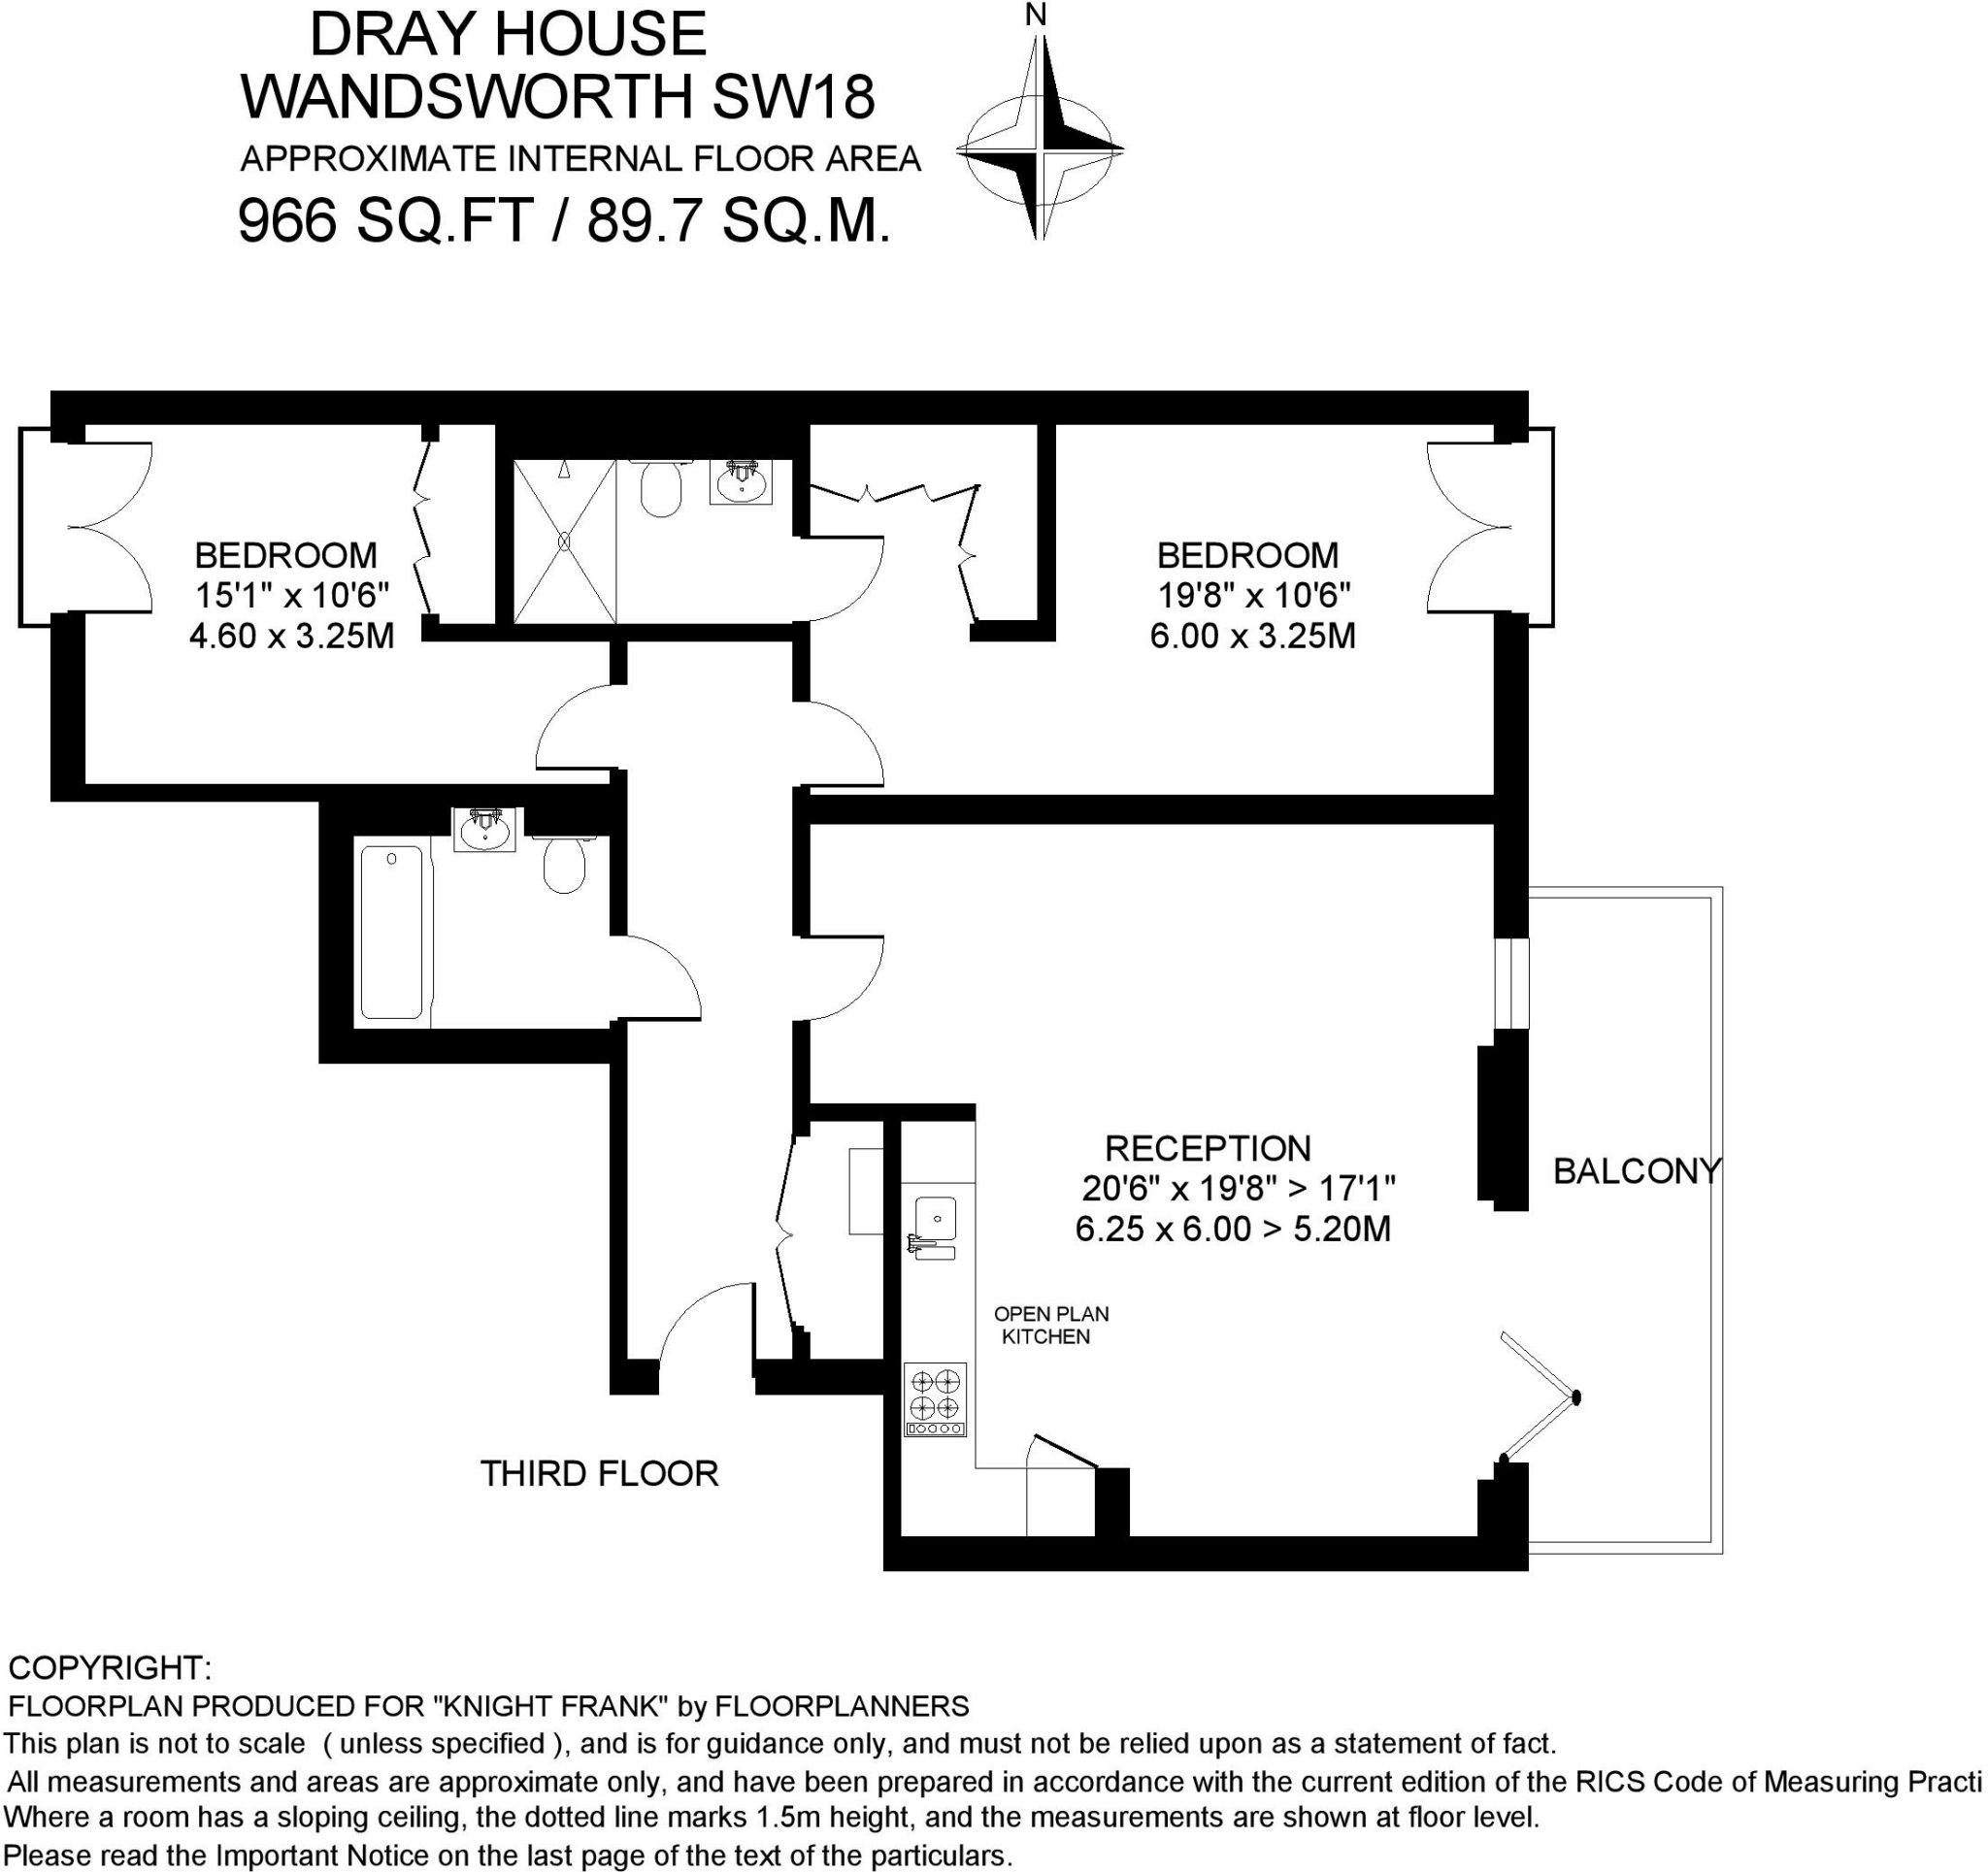 DRAY HOUSE
WANDSWORTH SW18
APPROXIMATE INTERNAL FLOOR AREA
966 SQ.FT / 89.7 SQ.M.
N
BEDROOM
15'1" x 10'6"
4.60 x 3.25M
BEDROOM
19'8" x 10'6"
6.00 x 3.25M
RECEPTION
20'6" x 19'8" > 17'1"
6.25 x 6.00 > 5.20M
BALCONY
OPEN PLAN
KITCHEN
THIRD FLOOR
COPYRIGHT:
FLOORPLAN PRODUCED FOR "KNIGHT FRANK" by FLOORPLANNERS
This plan is not to scale ( unless specified ), and is for guidance only, and must not be relied upon as a statement of fact.
All measurements and areas are approximate only, and have been prepared in accordance with the current edition of the RICS Code of Measuring Practi
Where a room has a sloping ceiling, the dotted line marks 1.5m height, and the measurements are shown at floor level.
Please read the Important Notice on the last page of the text of the particulars.